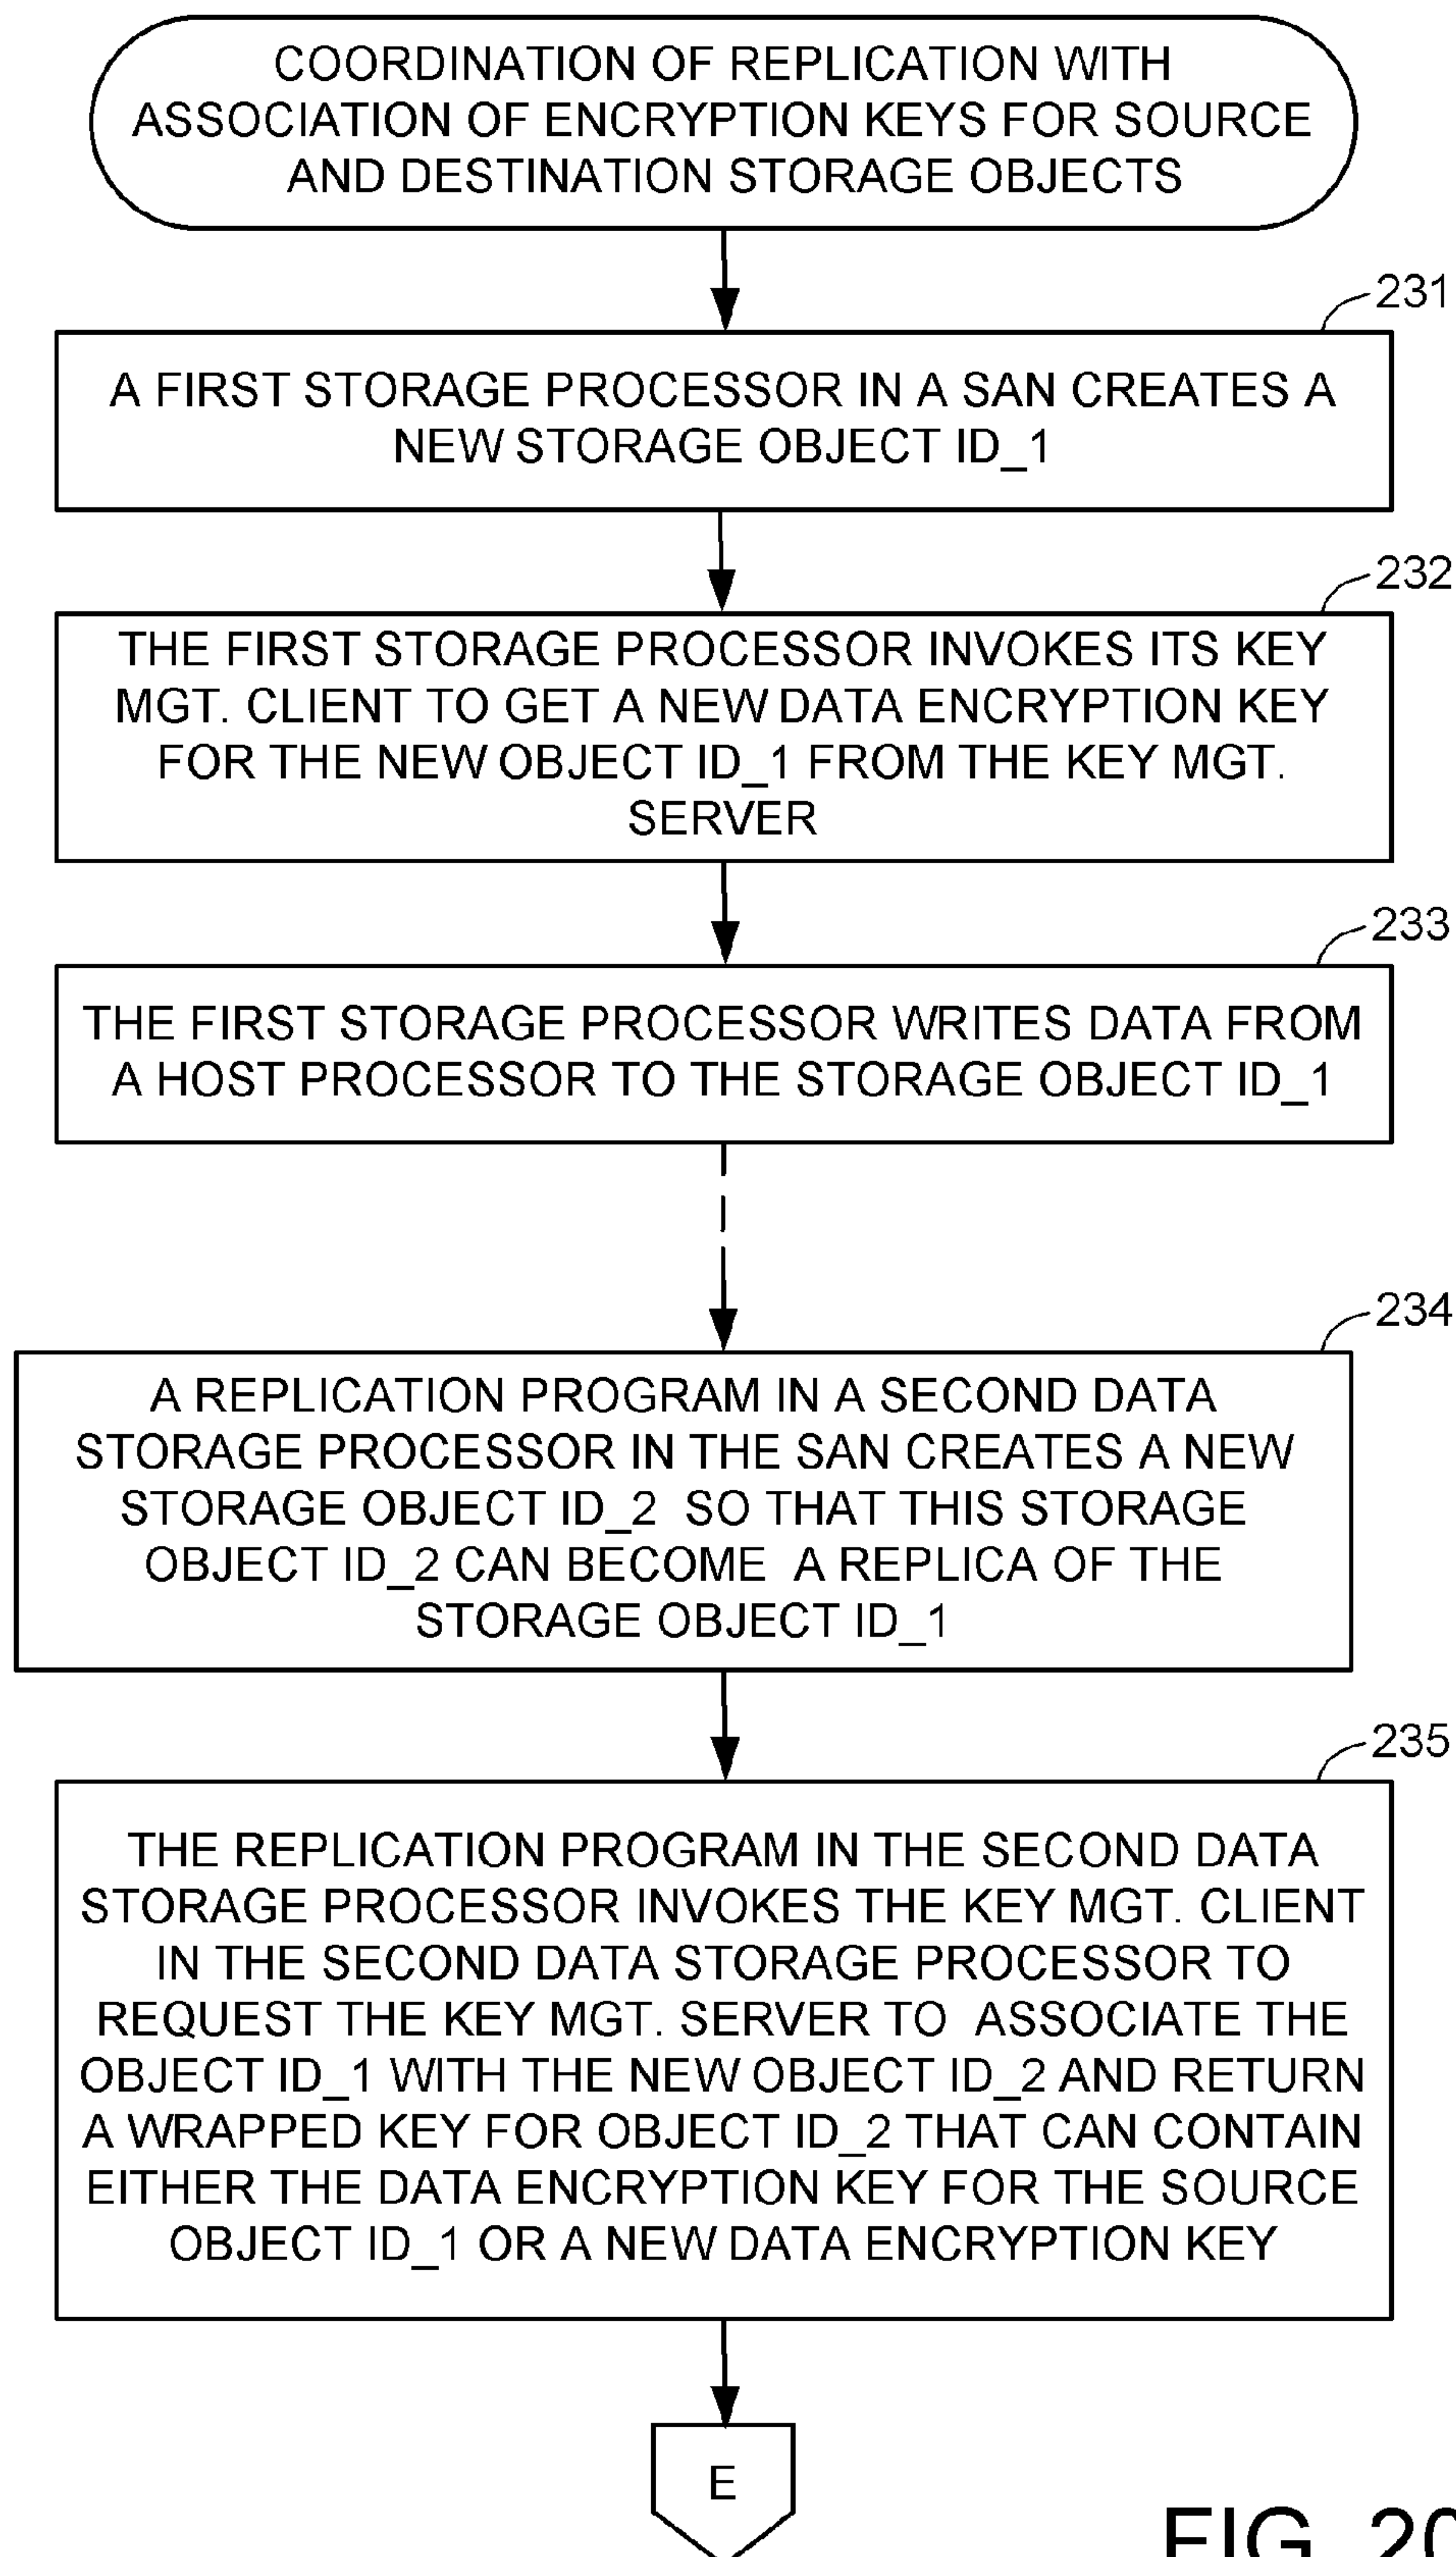 COORDINATION OF REPLICATION WITH
ASSOCIATION OF ENCRYPTION KEYS FOR SOURCE
AND DESTINATION STORAGE OBJECTS
231
A FIRST STORAGE PROCESSOR IN A SAN CREATES A
NEW STORAGE OBJECT ID_1
232
THE FIRST STORAGE PROCESSOR INVOKES ITS KEY
MGT. CLIENT TO GET A NEW DATA ENCRYPTION KEY
FOR THE NEW OBJECT ID_1 FROM THE KEY MGT.
SERVER
233
THE FIRST STORAGE PROCESSOR WRITES DATA FROM
A HOST PROCESSOR TO THE STORAGE OBJECT ID_1
234
A REPLICATION PROGRAM IN A SECOND DATA
STORAGE PROCESSOR IN THE SAN CREATES A NEW
STORAGE OBJECT ID_2 SO THAT THIS STORAGE
OBJECT ID_2 CAN BECOME A REPLICA OF THE
STORAGE OBJECT ID_1
235
THE REPLICATION PROGRAM IN THE SECOND DATA
STORAGE PROCESSOR INVOKES THE KEY MGT. CLIENT
IN THE SECOND DATA STORAGE PROCESSOR TO
REQUEST THE KEY MGT. SERVER TO ASSOCIATE THE
OBJECT ID_1 WITH THE NEW OBJECT ID_2 AND RETURN
A WRAPPED KEY FOR OBJECT ID_2 THAT CAN CONTAIN
EITHER THE DATA ENCRYPTION KEY FOR THE SOURCE
OBJECT ID_1 OR A NEW DATA ENCRYPTION KEY
E
FIG. 20